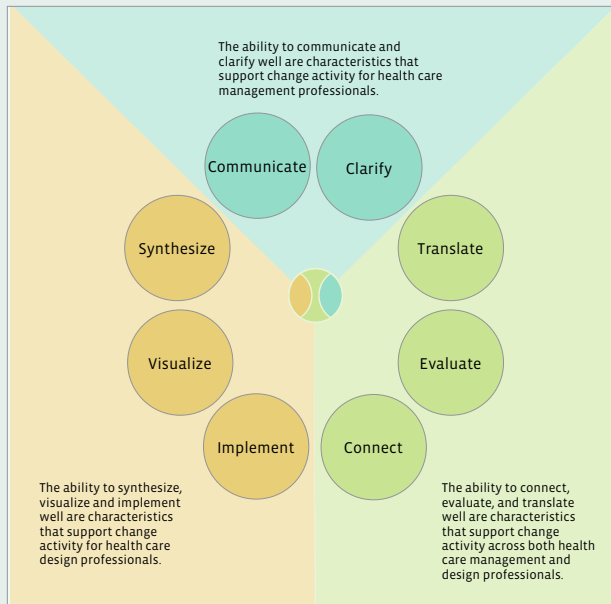 The ability to communicate and
clarify well are characteristics that
support change activity for health care
management professionals.
Communicate
Clarify
Synthesize
Translate
Visualize
Evaluate
Implement
Connect
The ability to synthesize,
visualize and implement
well are characteristics
that support change
activity for health care
design professionals.
The ability to connect,
evaluate, and translate
well are characteristics
that support change
activity across both health
care management and
design professionals.